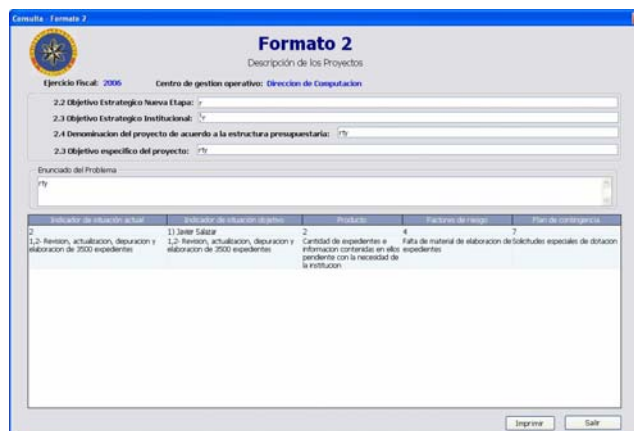 Consulta - Formato 2
Formato 2
Descripción de los Proyectos
Ejercicio Fiscal: 2006 Centro de gestion operativo: Direccion de Computacion
2.2 Objetivo Estrategico Nueva Etapa: r
2.3 Objetivo Estrategico Institucional: r
2.4 Denominacion del proyecto de acuerdo a la estructura presupuestaria: rty
2.3 Objetivo especifico del proyecto: rty
Enunciado del Problema
rty
Indicador de situación actual Indicador de situación objetivo Producto Factores de riesgo Plan de contingencia
2 1) Javier Salazar 2 4 7
1,2- Revision, actualizacion, depuracion y 1,2- Revision, actualizacion, depuracion y Cantidad de expedientes e Falta de material de elaboracion de Solicitudes especiales de dotacion
elaboracion de 3500 expedientes elaboracion de 3500 expedientes informacion contenidas en ellos expedientes
pendiente con la necesidad de
la institucion
Imprimir Salir